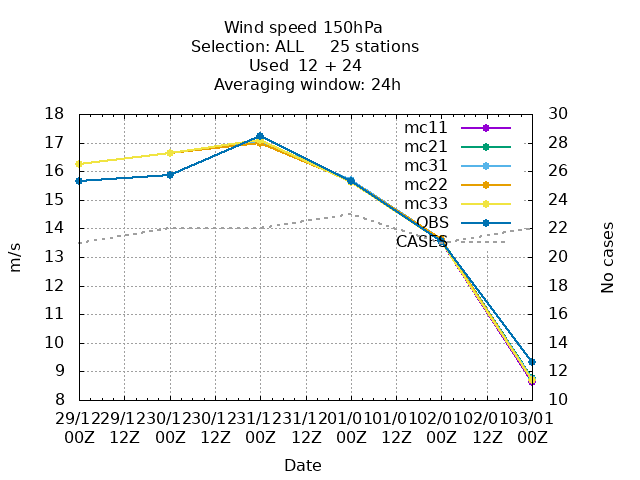 Wind speed 150hPa
Selection: ALL 25 stations
Used 12 + 24
Averaging window: 24h
18 30
17 28
16 26
15 24
14 22
13 20
12 18
11 16
10 14
9 12
8 10
mc11
mc21
mc31
mc22
mc33
OBS
CASES
m/s
No cases
29/12 29/12 30/12 30/12 31/12 31/12 01/01 01/01 02/01 02/01 03/01
00Z 12Z 00Z 12Z 00Z 12Z 00Z 12Z 00Z 12Z 00Z
Date